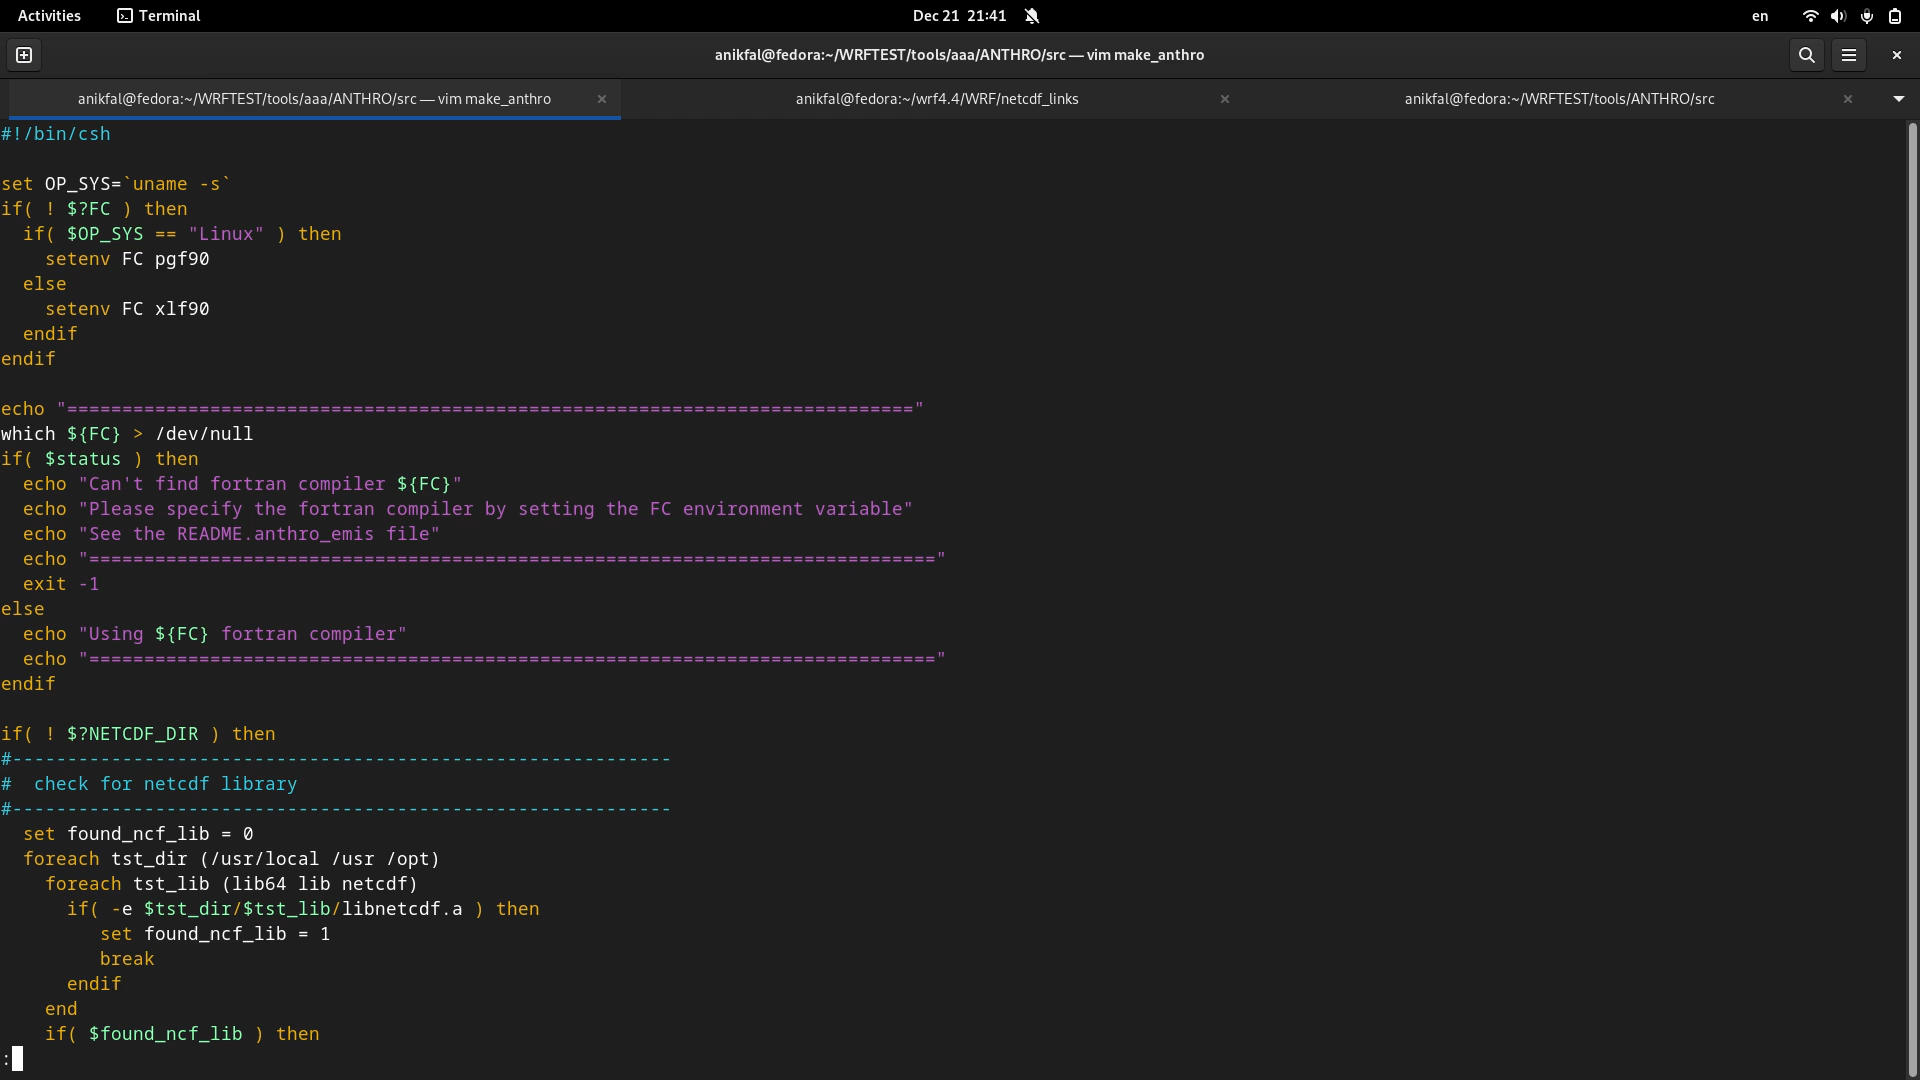 Activities Terminal Dec 21 21:41 en
anikfal@fedora:~/WRFTEST/tools/aaa/ANTHRO/src — vim make_anthro
anikfal@fedora:~/WRFTEST/tools/aaa/ANTHRO/src — vim make_anthro × anikfal@fedora:~/wrf4.4/WRF/netcdf_links × anikfal@fedora:~/WRFTEST/tools/ANTHRO/src ×
#!/bin/csh

set OP_SYS=`uname -s`
if( ! $?FC ) then
  if( $OP_SYS == "Linux" ) then
    setenv FC pgf90
  else
    setenv FC xlf90
  endif
endif

echo "============================================================================="
which ${FC} > /dev/null
if( $status ) then
  echo "Can't find fortran compiler ${FC}"
  echo "Please specify the fortran compiler by setting the FC environment variable"
  echo "See the README.anthro_emis file"
  echo "============================================================================="
  exit -1
else
  echo "Using ${FC} fortran compiler"
  echo "============================================================================="
endif

if( ! $?NETCDF_DIR ) then
#------------------------------------------------------------
#  check for netcdf library
#------------------------------------------------------------
  set found_ncf_lib = 0
  foreach tst_dir (/usr/local /usr /opt)
    foreach tst_lib (lib64 lib netcdf)
      if( -e $tst_dir/$tst_lib/libnetcdf.a ) then
         set found_ncf_lib = 1
         break
      endif
    end
    if( $found_ncf_lib ) then
: